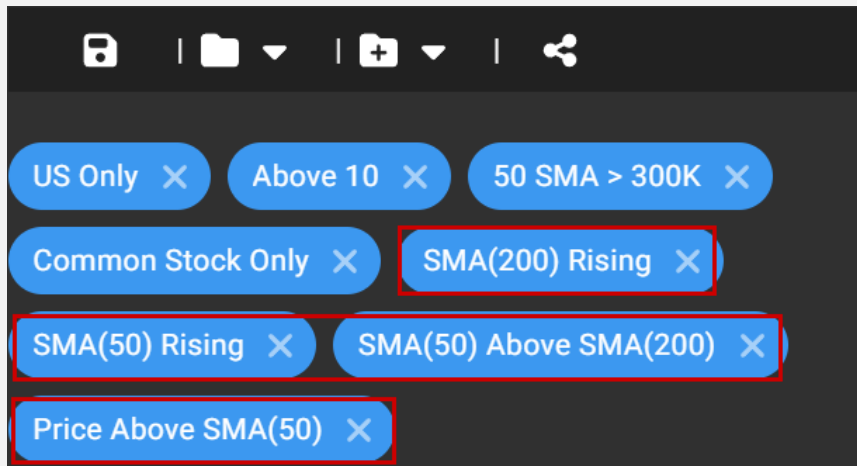 US Only Above 10 50 SMA > 300K
Common Stock Only SMA(200) Rising
SMA(50) Rising SMA(50) Above SMA(200)
Price Above SMA(50)